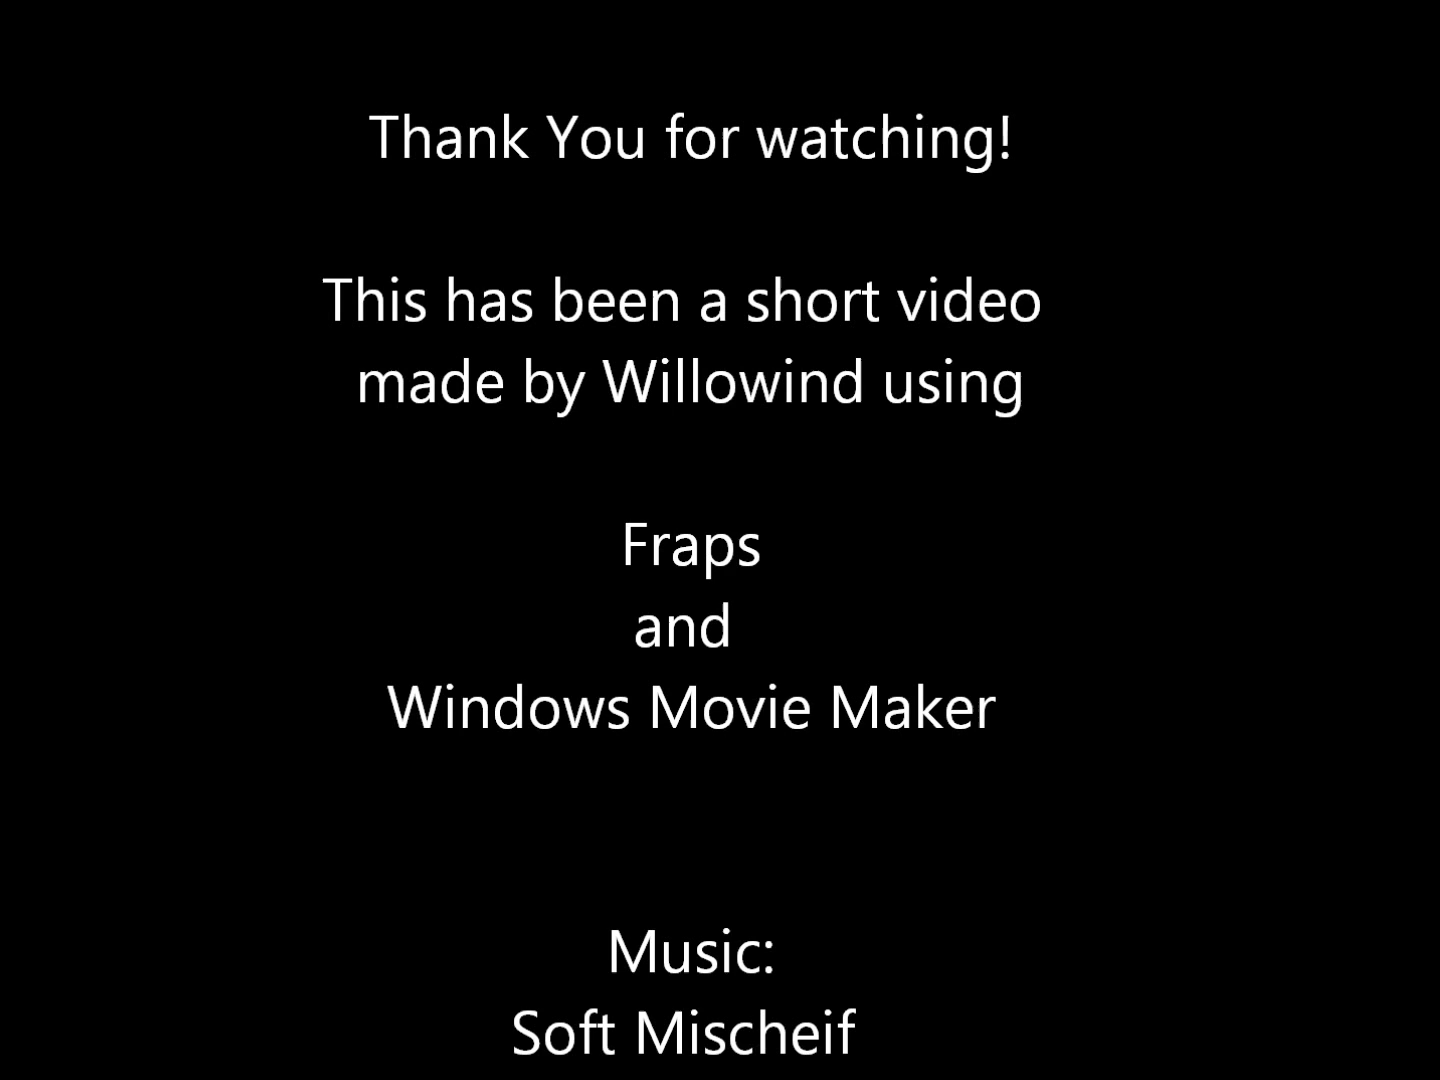 Thank You for watching!
This has been a short video
made by Willowind using
Fraps
and
Windows Movie Maker
Music:
Soft Mischeif